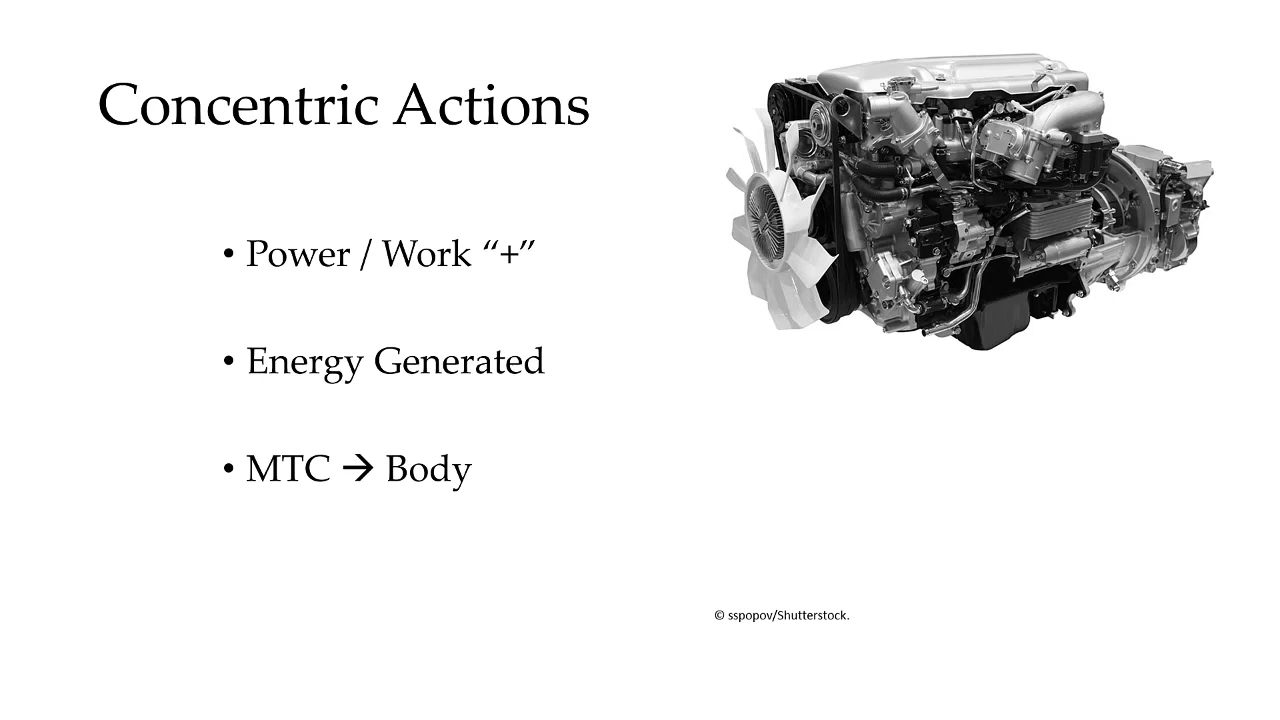 Concentric Actions
• Power / Work “+”
• Energy Generated
• MTC → Body
© sspopov/Shutterstock.